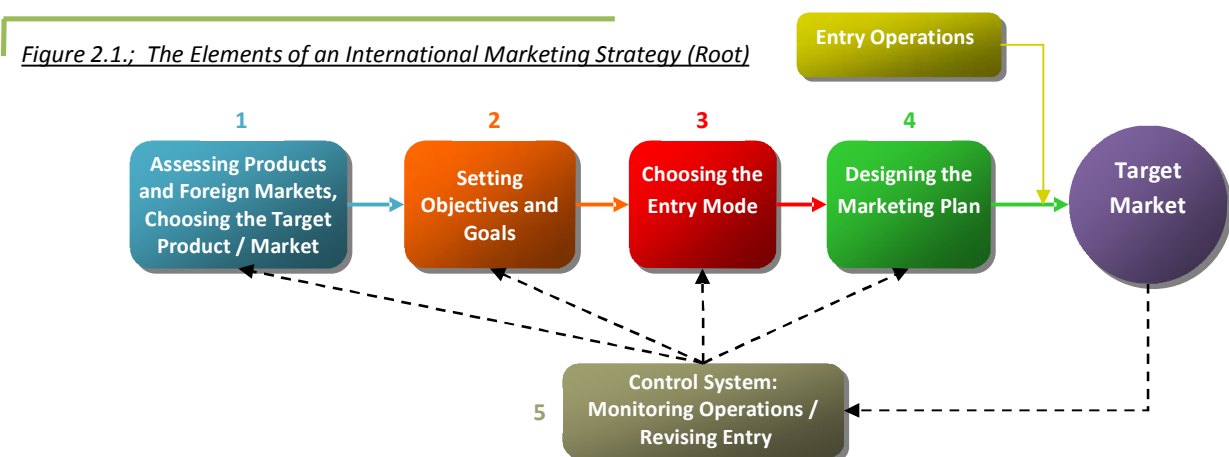 Figure 2.1.; The Elements of an International Marketing Strategy (Root)
Entry Operations
1
Assessing Products
and Foreign Markets,
Choosing the Target
Product / Market
2
Setting
Objectives and
Goals
3
Choosing the
Entry Mode
4
Designing the
Marketing Plan
Target
Market
5
Control System:
Monitoring Operations /
Revising Entry